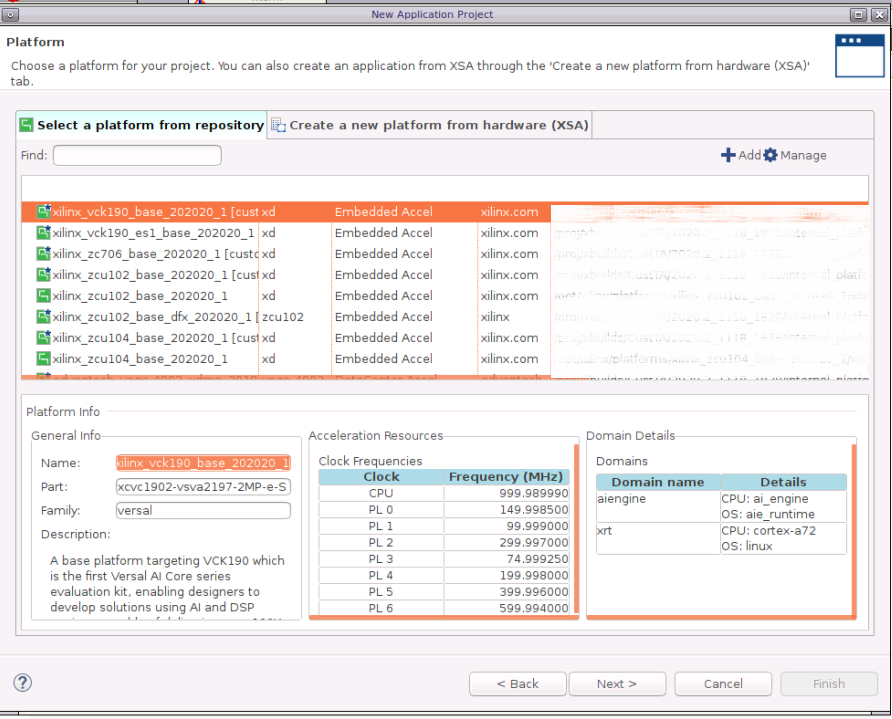 New Application Project
Platform
Choose a platform for your project. You can also create an application from XSA through the 'Create a new platform from hardware (XSA)'
tab.
Select a platform from repository Create a new platform from hardware (XSA)
Find: Add Manage
xilinx_vck190_base_202020_1 [cust xd Embedded Accel xilinx.com
xilinx_vck190_es1_base_202020_1 xd Embedded Accel xilinx.com
xilinx_zc706_base_202020_1 [custo xd Embedded Accel xilinx.com
xilinx_zcu102_base_202020_1 [cust xd Embedded Accel xilinx.com
xilinx_zcu102_base_202020_1 xd Embedded Accel xilinx.com
xilinx_zcu102_base_dfx_202020_1 [ zcu102 Embedded Accel xilinx
xilinx_zcu104_base_202020_1 [cust xd Embedded Accel xilinx.com
xilinx_zcu104_base_202020_1 xd Embedded Accel xilinx.com
Platform Info
General Info
Name: xilinx_vck190_base_202020_1
Part: xcvc1902-vsva2197-2MP-e-S
Family: versal
Description:
A base platform targeting VCK190 which
is the first Versal AI Core series
evaluation kit, enabling designers to
develop solutions using AI and DSP
Acceleration Resources
Clock Frequencies
Clock Frequency (MHz)
CPU 999.989990
PL 0 149.998500
PL 1 99.999000
PL 2 299.997000
PL 3 74.999250
PL 4 199.998000
PL 5 399.996000
PL 6 599.994000
Domain Details
Domains
Domain name Details
aiengine CPU: ai_engine
OS: aie_runtime
xrt CPU: cortex-a72
OS: linux
< Back Next > Cancel Finish